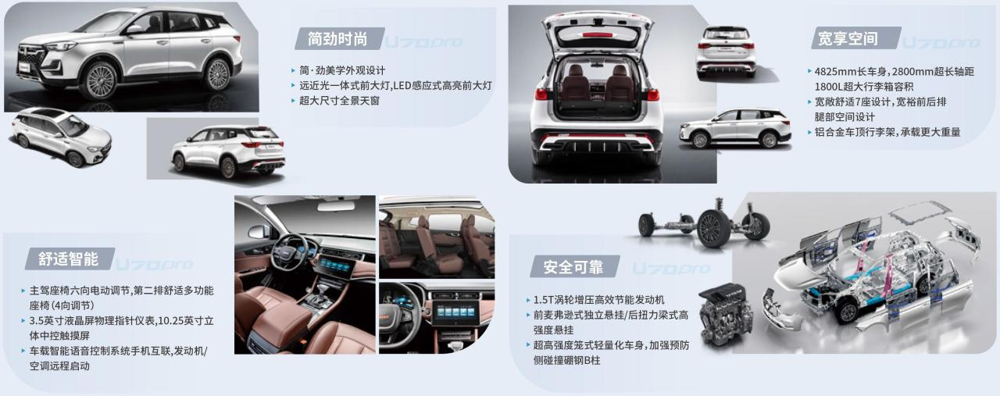 简劲时尚
U70pro
简·劲美学外观设计
远近光一体式前大灯,LED感应式高亮前大灯
超大尺寸全景天窗
宽享空间
U70pro
4825mm长车身,2800mm超长轴距
1800L超大行李箱容积
宽敞舒适7座设计,宽裕前后排
腿部空间设计
铝合金车顶行李架,承载更大重量
舒适智能
U70pro
主驾座椅六向电动调节,第二排舒适多功能
座椅(4向调节)
3.5英寸液晶屏物理指针仪表,10.25英寸立
体中控触摸屏
车载智能语音控制系统手机互联,发动机/
空调远程启动
安全可靠
U70pro
1.5T涡轮增压高效节能发动机
前麦弗逊式独立悬挂/后扭力梁式高
强度悬挂
超高强度笼式轻量化车身,加强预防
侧碰撞硼钢B柱